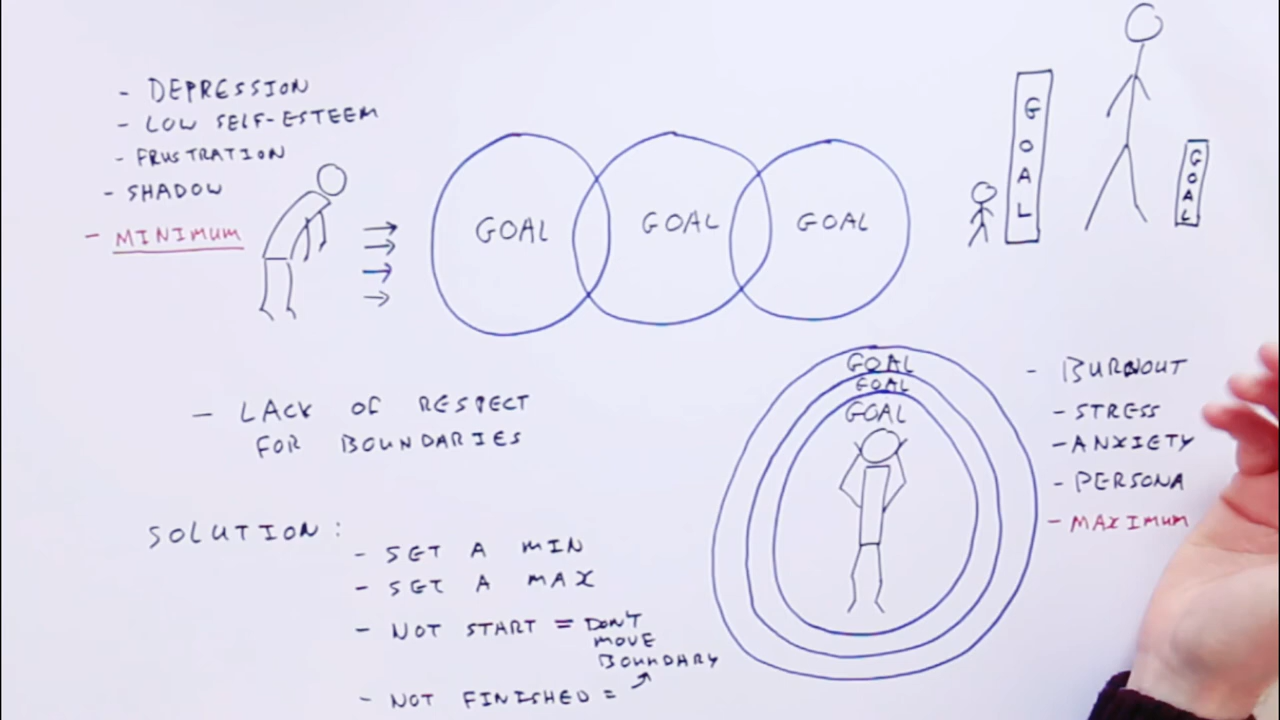 - DEPRESSION
- LOW SELF-ESTEEM
- FRUSTRATION
- SHADOW
- MINIMUM
GOAL
GOAL
GOAL
GOAL
GOAL
- LACK OF RESPECT
FOR BOUNDARIES
GOAL
GOAL
GOAL
- BURNOUT
- STRESS
- ANXIETY
- PERSONA
- MAXIMUM
SOLUTION:
- SET A MIN
- SET A MAX
- NOT START = DON'T
MOVE
BOUNDARY
- NOT FINISHED =